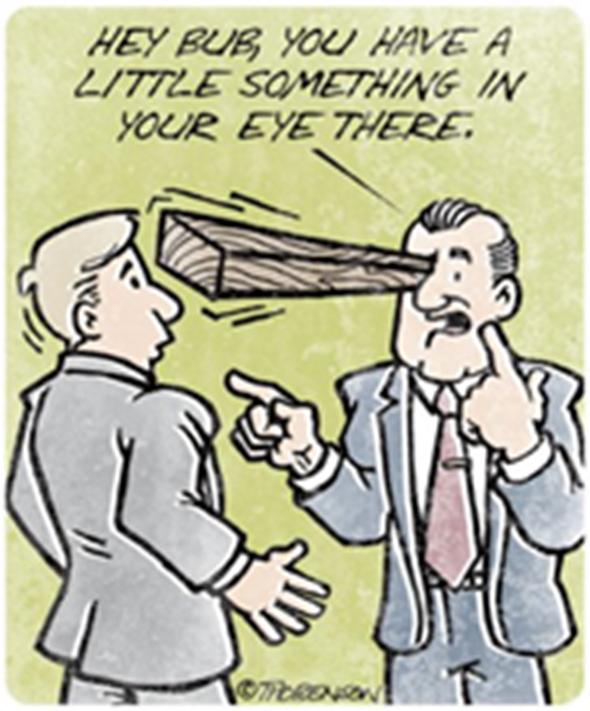 HEY BUB, YOU HAVE A
LITTLE SOMETHING IN
YOUR EYE THERE.